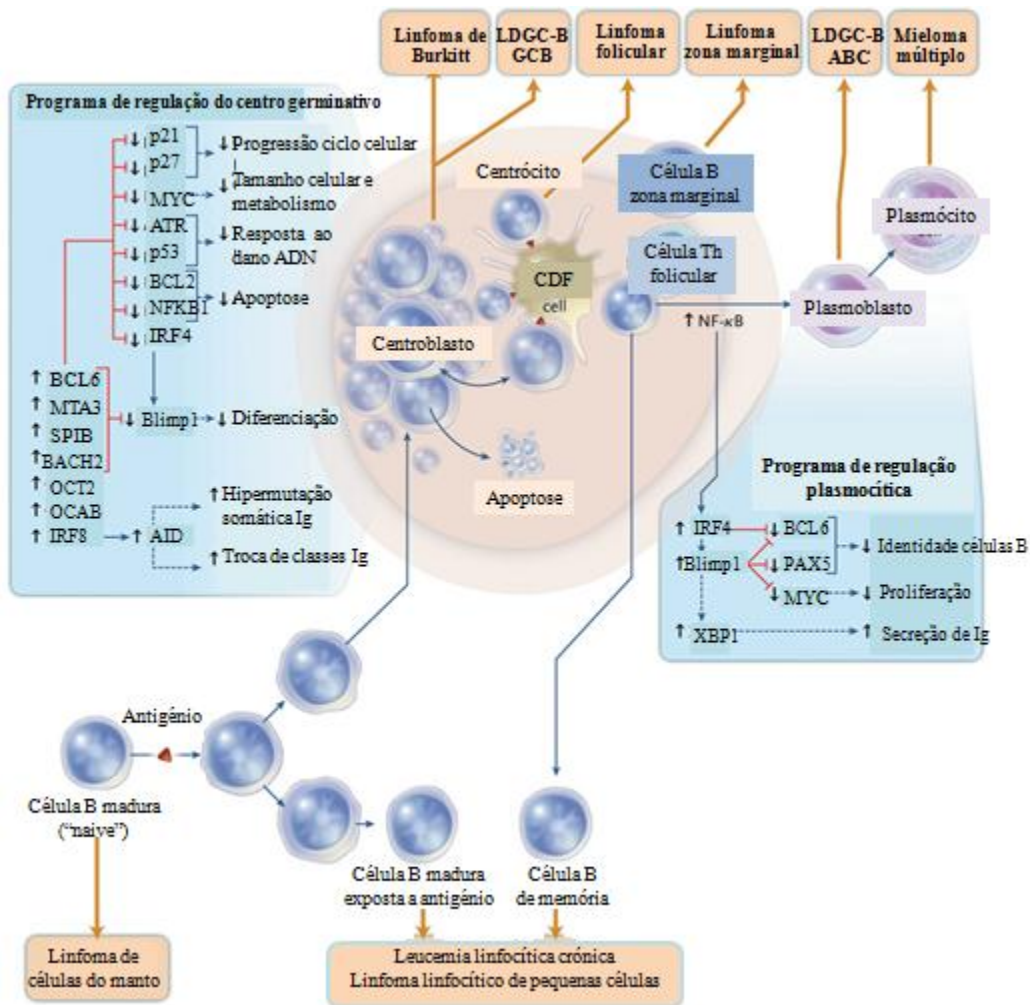 Linfoma de
Burkitt
LDGC-B
GCB
Linfoma
folicular
Linfoma
zona marginal
LDGC-B
ABC
Mieloma
múltiplo
Programa de regulação do centro germinativo
↓ p21
↓ p27
↓ Progressão ciclo celular
↓ MYC
↓ Tamanho celular e
metabolismo
↓ ATR
↓ p53
↓ Resposta ao
dano ADN
↓ BCL2
↓ NFKB1
↓ Apoptose
↓ IRF4
↑ BCL6
↑ MTA3
↑ SPIB
↑ BACH2
↑ OCT2
↑ OCAB
↑ IRF8
↓ Blimp1
↓ Diferenciação
↑ AID
↑ Hipermutação
somática Ig
↑ Troca de classes Ig
Centrócito
Célula B
zona marginal
Célula Th
folicular
CDF
cell
Centroblasto
Apoptose
↑ NF-κB
Plasmoblasto
Plasmócito
Programa de regulação
plasmocítica
↑ IRF4
↓ BCL6
↑ Blimp1
↓ PAX5
↓ Identidade células B
↓ MYC
↓ Proliferação
↑ XBP1
↑ Secreção de Ig
Antigénio
Célula B madura
(“naive”)
Célula B madura
exposta a antigénio
Célula B
de memória
Linfoma de
células do manto
Leucemia linfocítica crónica
Linfoma linfocítico de pequenas células